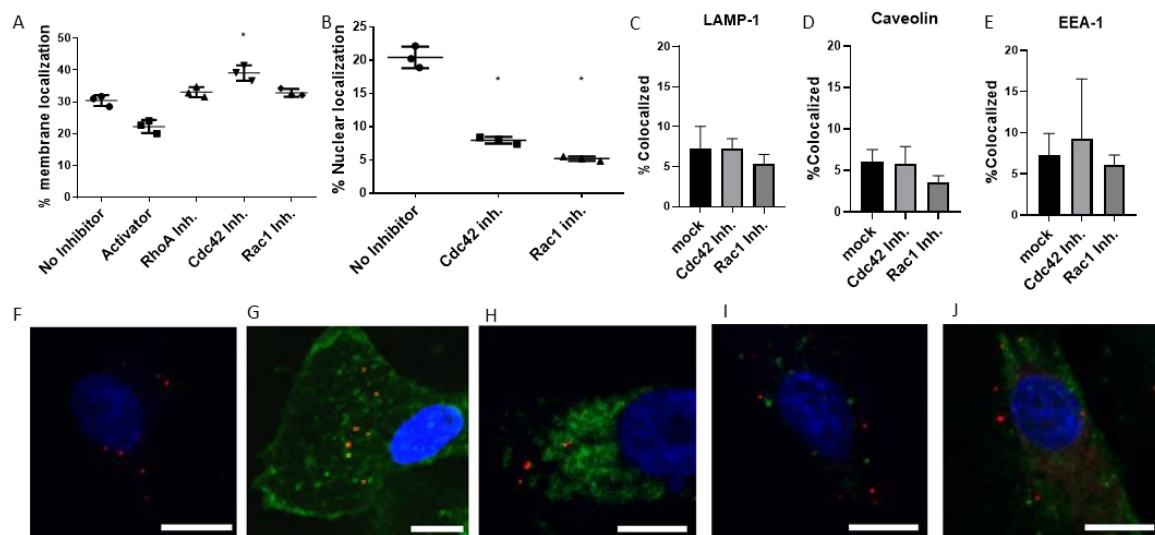 A
% membrane localization
60
50
40
30
20
10
0
*
No Inhibitor
Activator
RhoA Inh.
Cdc42 Inh.
Rac1 Inh.
B
% Nuclear localization
25
20
15
10
5
0
*
*
No Inhibitor
Cdc42 inh.
Rac1 inh.
C
LAMP-1
% Colocalized
20
15
10
5
0
mock
Cdc42 Inh.
Rac1 Inh.
D
Caveolin
%Colocalized
20
15
10
5
0
mock
Cdc42 Inh.
Rac1 Inh.
E
EEA-1
%Colocalized
20
15
10
5
0
mock
Cdc42 Inh.
Rac1 Inh.
F
G
H
I
J